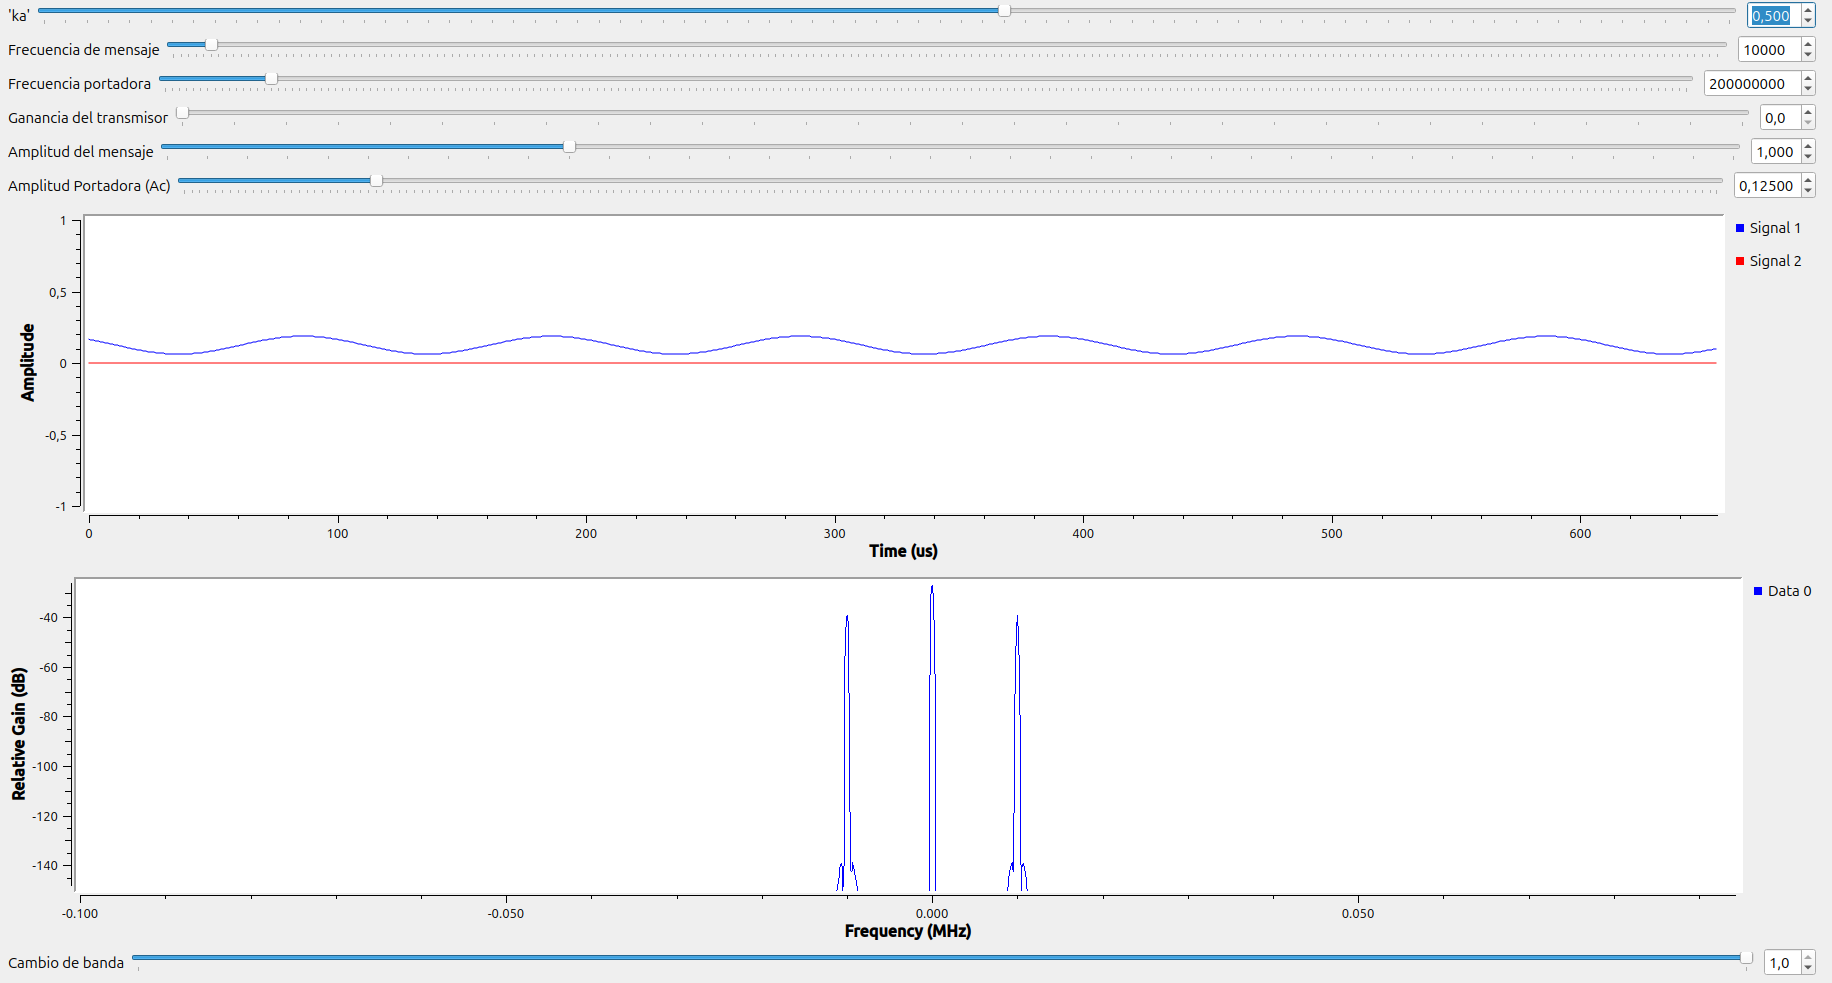 'ka' 0,500
Frecuencia de mensaje 10000
Frecuencia portadora 200000000
Ganancia del transmisor 0,0
Amplitud del mensaje 1,000
Amplitud Portadora (Ac) 0,12500
1
0,5
0
-0,5
-1
Amplitude
Signal 1
Signal 2
0 100 200 300 400 500 600
Time (us)
-40
-60
-80
-100
-120
-140
Relative Gain (dB)
Data 0
-0.100 -0.050 0.000 0.050
Frequency (MHz)
Cambio de banda 1,0